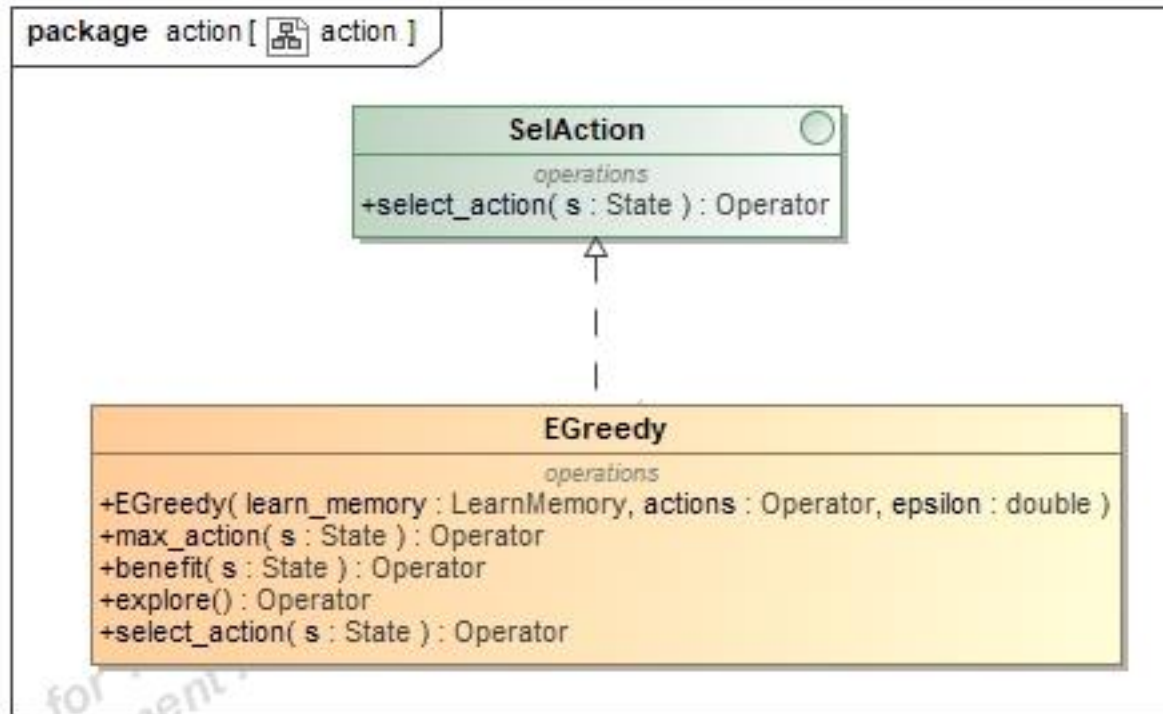 package action [ action ]
SelAction
operations
+select_action( s : State ) : Operator
EGreedy
operations
+EGreedy( learn_memory : LearnMemory, actions : Operator, epsilon : double )
+max_action( s : State ) : Operator
+benefit( s : State ) : Operator
+explore() : Operator
+select_action( s : State ) : Operator
for